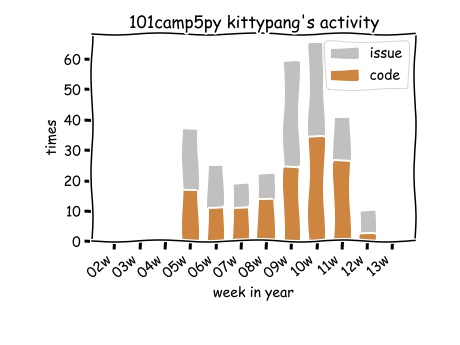 101camp5py kittypang's activity
issue
code
60
50
40
30
20
10
0
times
02w 03w 04w 05w 06w 07w 08w 09w 10w 11w 12w 13w
week in year